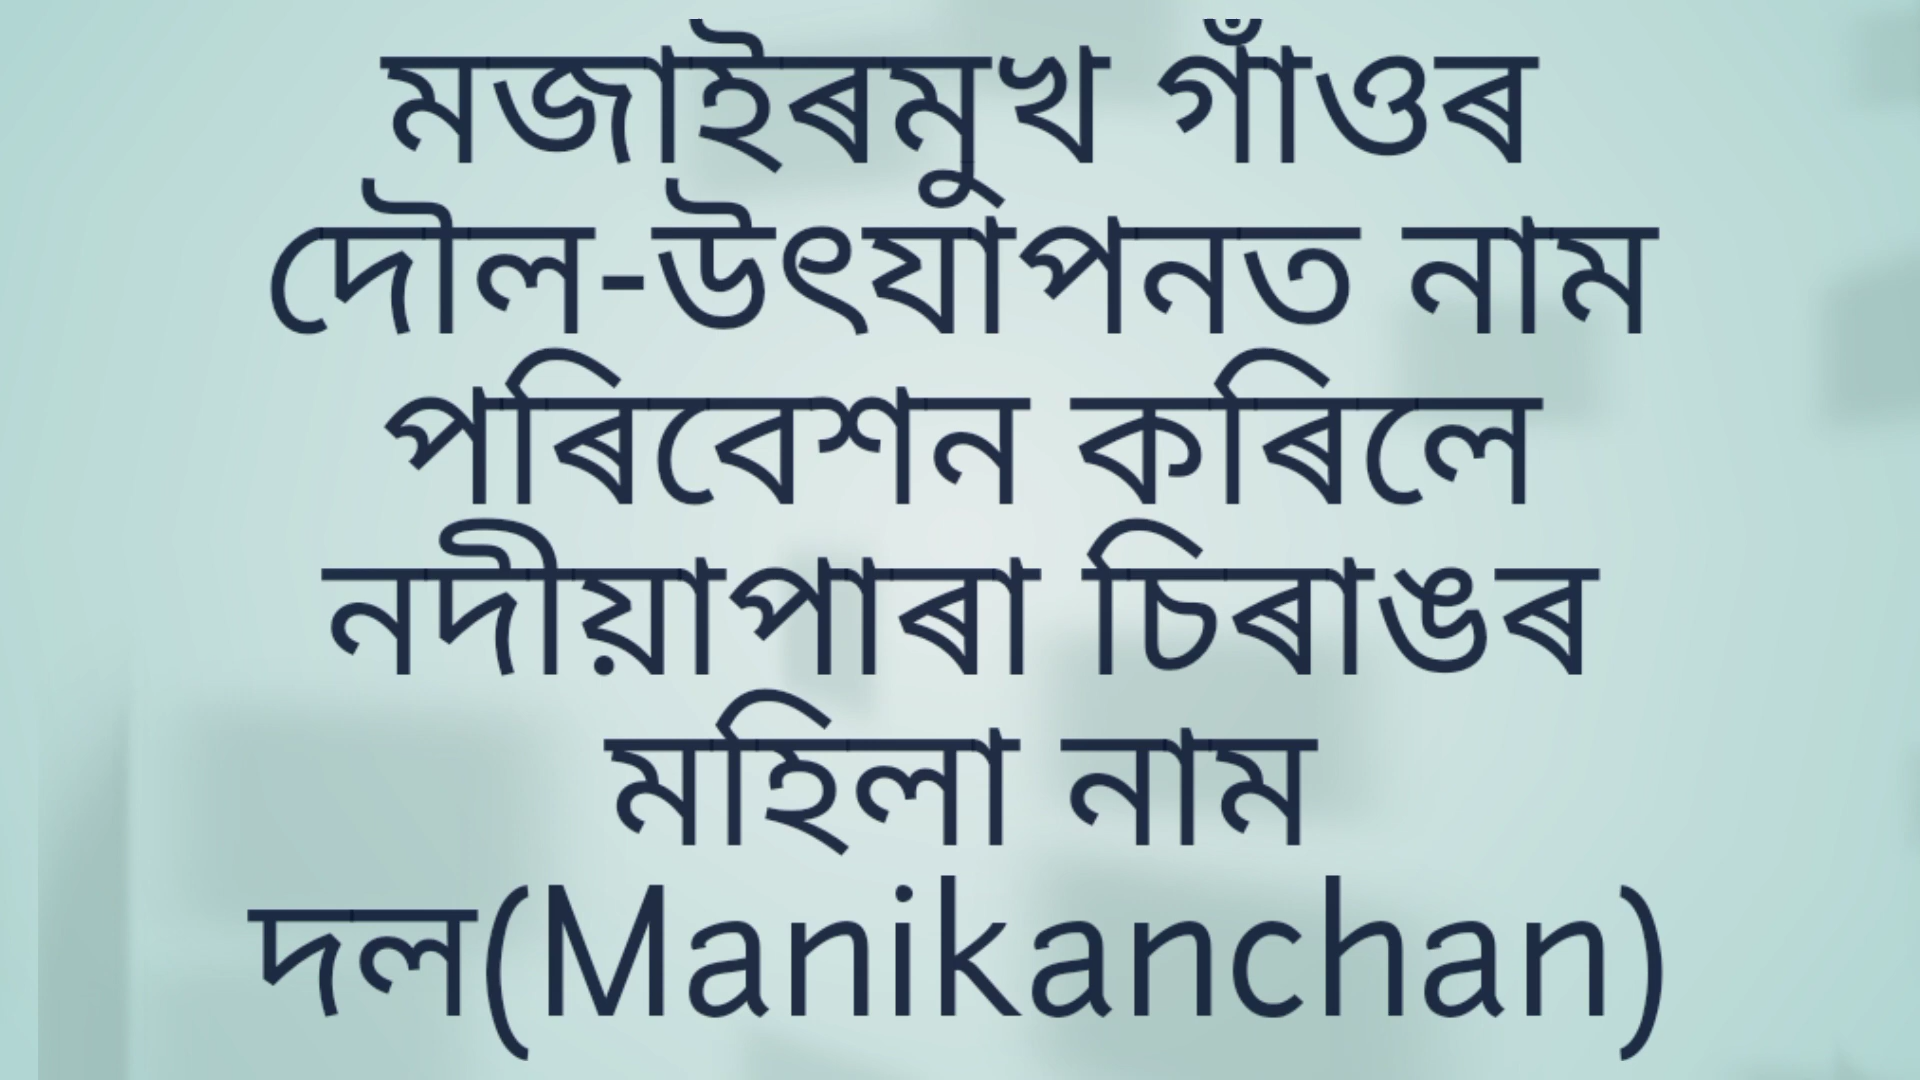 মজাইৰমুখ গাঁওৰ
দৌল-উৎযাপনত নাম
পৰিবেশন কৰিলে
নদীয়াপাৰা চিৰাঙৰ
মহিলা নাম
দল(Manikanchan)